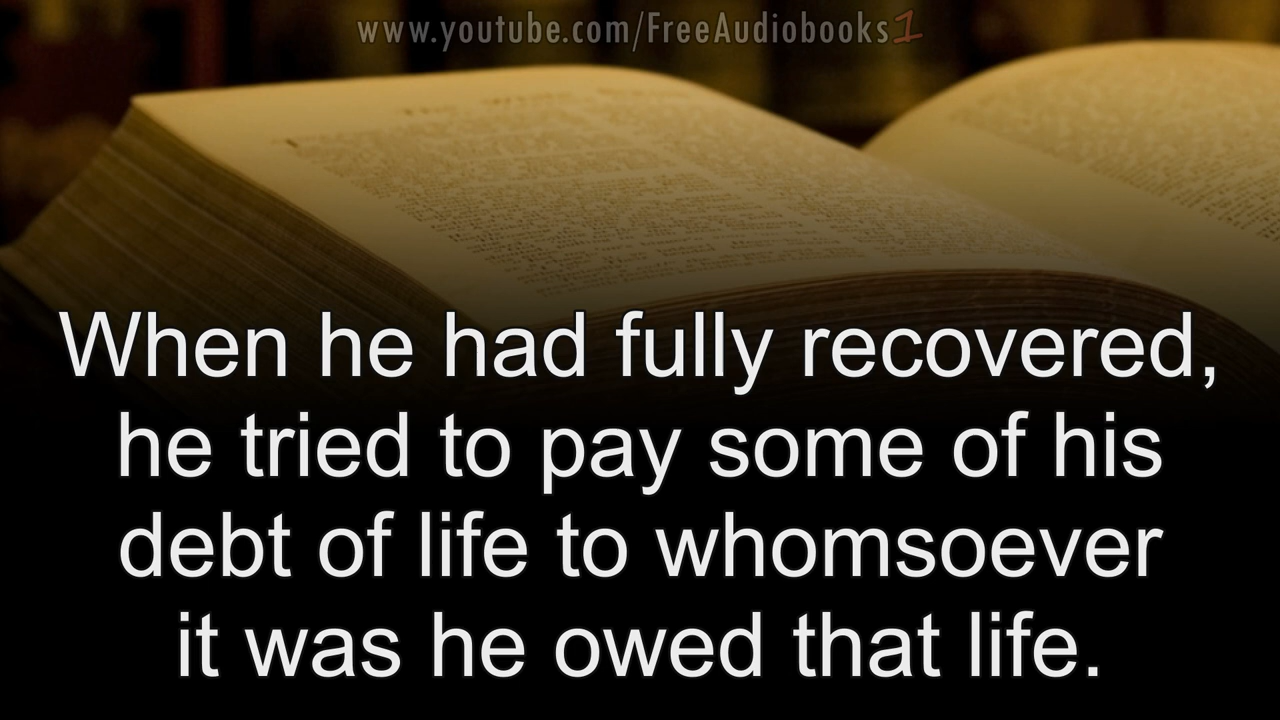 www.youtube.com/FreeAudiobooks1
When he had fully recovered,
he tried to pay some of his
debt of life to whomsoever
it was he owed that life.